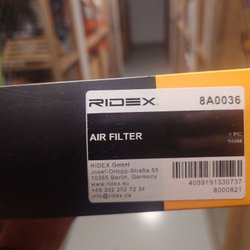 RIDEX 8A0036
AIR FILTER
1 PC
RIDEX GmbH
Josef-Orlopp-Straße 55
10365 Berlin, Germany
www.ridex.eu
+49 302 202 72 34
info@ridex.de
4059191330737
8000821